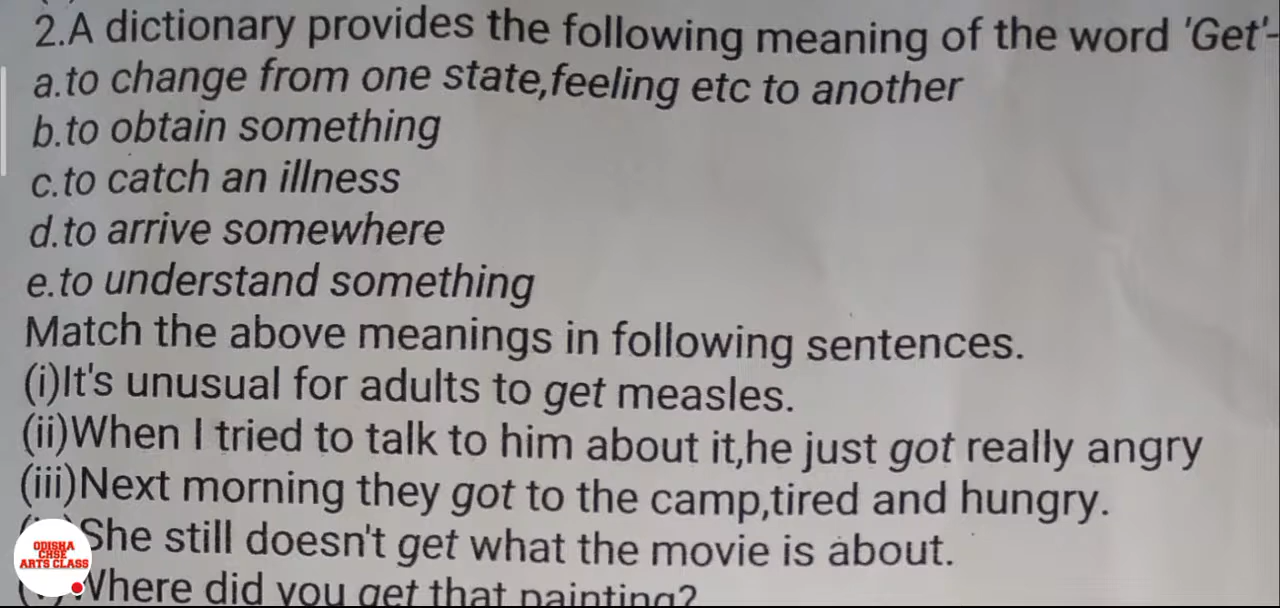 2.A dictionary provides the following meaning of the word 'Get'-
a.to change from one state,feeling etc to another
b.to obtain something
c.to catch an illness
d.to arrive somewhere
e.to understand something
Match the above meanings in following sentences.
(i)It's unusual for adults to get measles.
(ii)When I tried to talk to him about it,he just got really angry
(iii)Next morning they got to the camp,tired and hungry.
She still doesn't get what the movie is about.
Where did you get that painting?
ODISHA
CHSE
ARTS CLASS